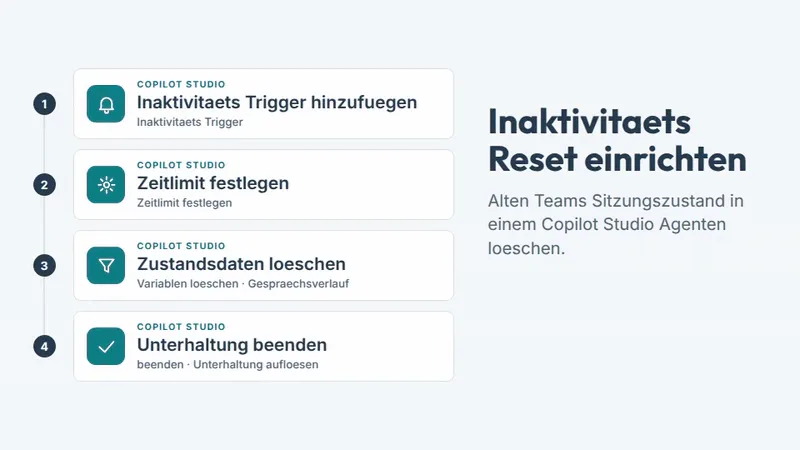 1
COPILOT STUDIO
Inaktivitaets Trigger hinzufuegen
Inaktivitaets Trigger
2
COPILOT STUDIO
Zeitlimit festlegen
Zeitlimit festlegen
3
COPILOT STUDIO
Zustandsdaten loeschen
Variablen loeschen · Gespraechsverlauf
4
COPILOT STUDIO
Unterhaltung beenden
beenden · Unterhaltung aufloesen
Inaktivitaets
Reset einrichten
Alten Teams Sitzungszustand in
einem Copilot Studio Agenten
loeschen.